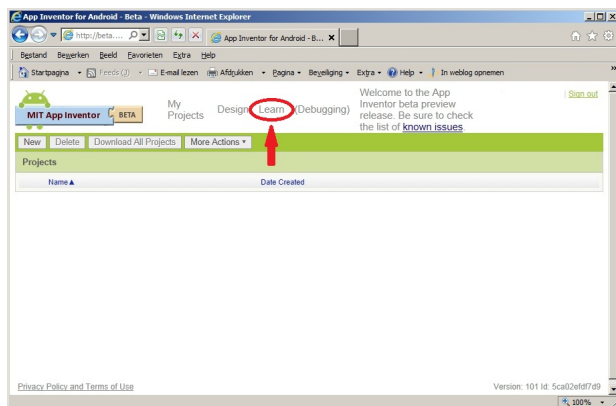 App Inventor for Android - Beta - Windows Internet Explorer
http://beta....
App Inventor for Android - B...
Bestand Bewerken Beeld Favorieten Extra Help
Startpagina Feeds (J) E-mail lezen Afdrukken Pagina Beveiliging Extra Help In weblog opnemen
MIT App Inventor BETA
My Projects Design Learn (Debugging)
Welcome to the App
Inventor beta preview
release. Be sure to check
the list of known issues.
Sign out
New Delete Download All Projects More Actions
Projects
Name Date Created
Privacy Policy and Terms of Use Version: 101 Id: 5ca02efdf7d9
100%